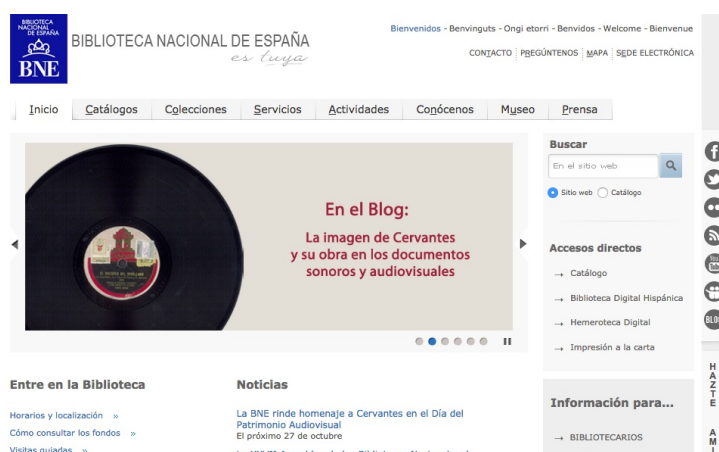 BIBLIOTECA
NACIONAL
DE ESPAÑA
BNE
BIBLIOTECA NACIONAL DE ESPAÑA
es tuya
Bienvenidos - Benvinguts - Ongi etorri - Benvidos - Welcome - Bienvenue
CONTACTO PREGÚNTENOS MAPA SEDE ELECTRÓNICA
Inicio Catálogos Colecciones Servicios Actividades Conócenos Museo Prensa
En el Blog:
La imagen de Cervantes
y su obra en los documentos
sonoros y audiovisuales
Buscar
En el sitio web
Sitio web Catálogo
Accesos directos
→ Catálogo
→ Biblioteca Digital Hispánica
→ Hemeroteca Digital
→ Impresión a la carta
You
Tube
BLOG
HAZTE
Entre en la Biblioteca
Horarios y localización »
Cómo consultar los fondos »
Visitas guiadas »
Noticias
La BNE rinde homenaje a Cervantes en el Día del
Patrimonio Audiovisual
El próximo 27 de octubre
Información para...
→ BIBLIOTECARIOS